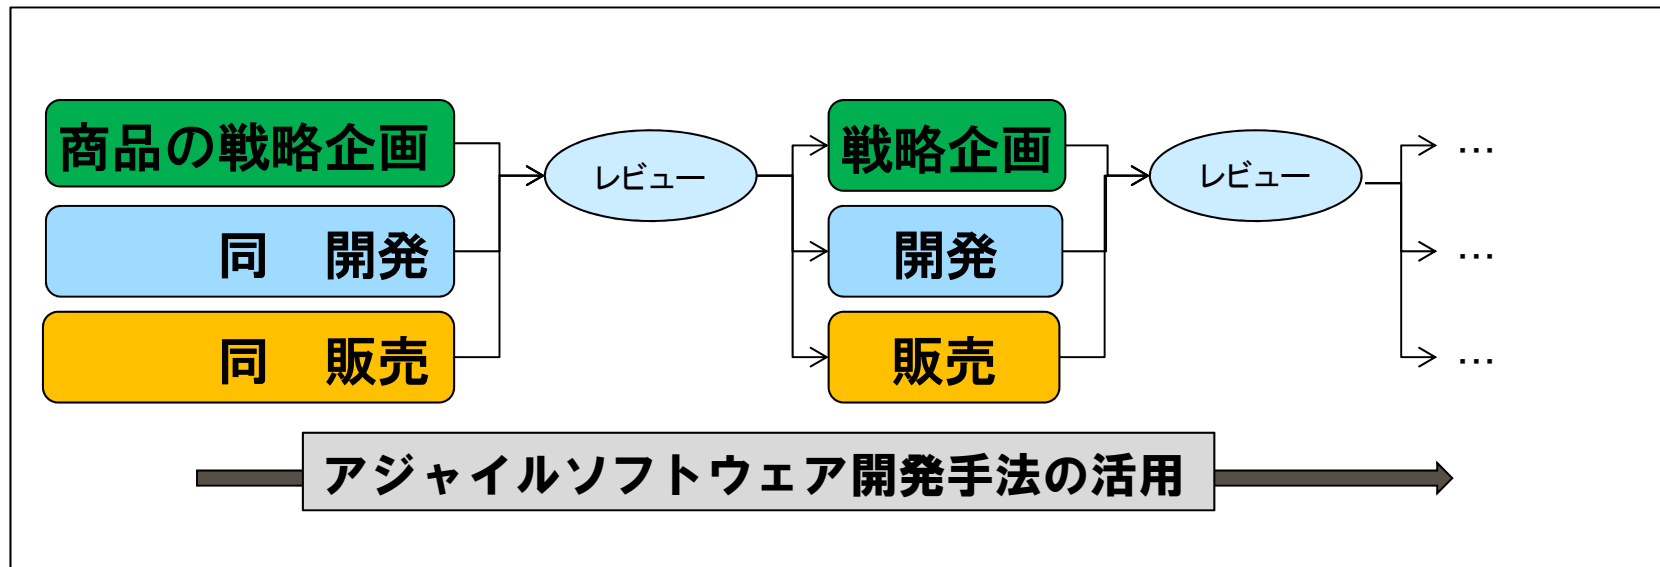 商品の戦略企画
レビュー
戦略企画
レビュー
…
同　開発
開発
…
同　販売
販売
…
アジャイルソフトウェア開発手法の活用